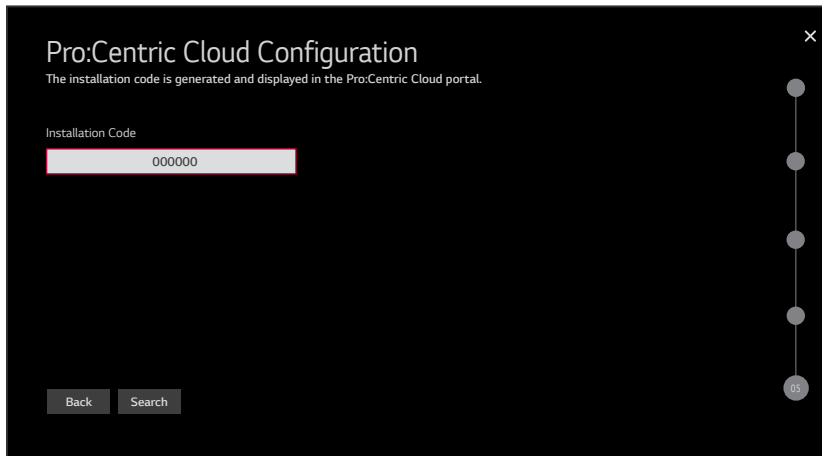 Pro:Centric Cloud Configuration
The installation code is generated and displayed in the Pro:Centric Cloud portal.
Installation Code
000000
05
Back Search